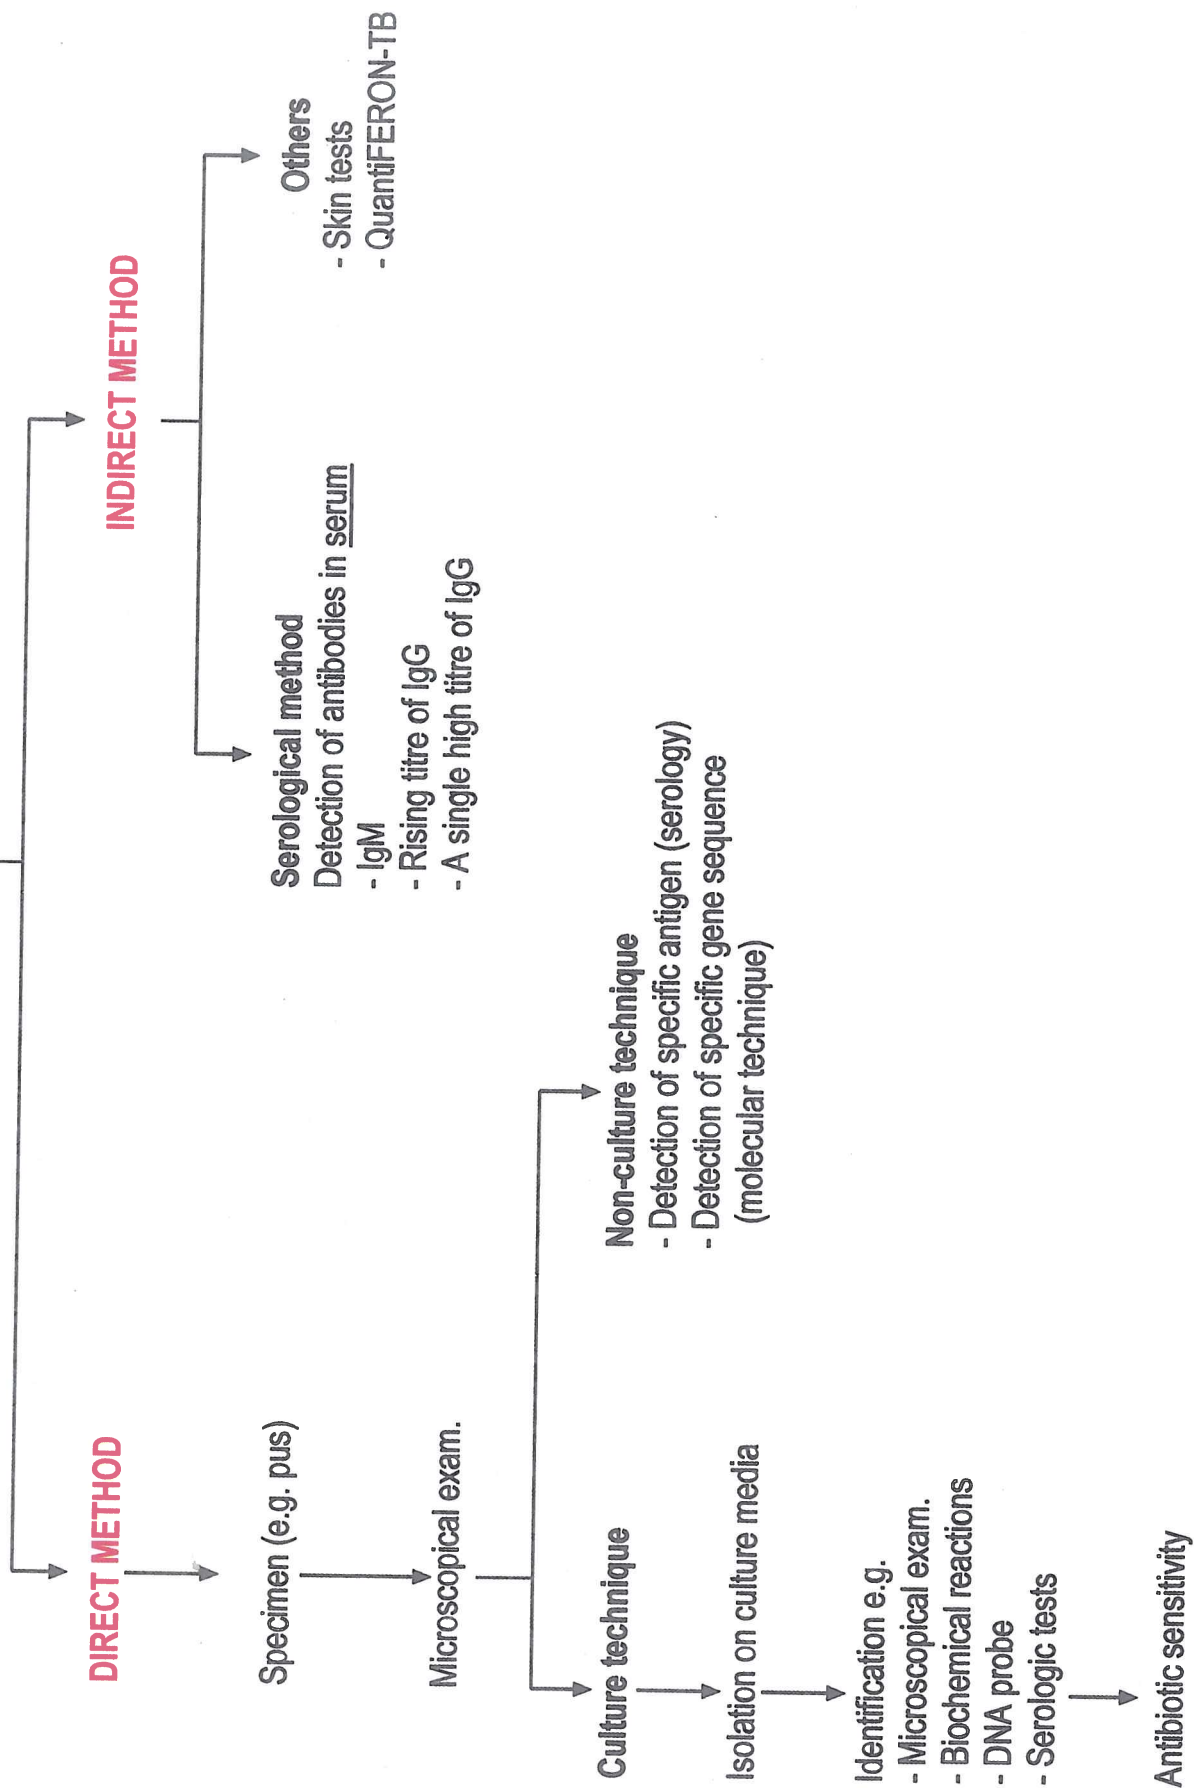 DIRECT METHOD
Specimen (e.g. pus)
Microscopical exam.
Culture technique
Isolation on culture media
Identification e.g.
- Microscopical exam.
- Biochemical reactions
- DNA probe
- Serologic tests
Antibiotic sensitivity
Non-culture technique
- Detection of specific antigen (serology)
- Detection of specific gene sequence
(molecular technique)
INDIRECT METHOD
Serological method
Detection of antibodies in serum
- IgM
- Rising titre of IgG
- A single high titre of IgG
Others
- Skin tests
- QuantiFERON-TB